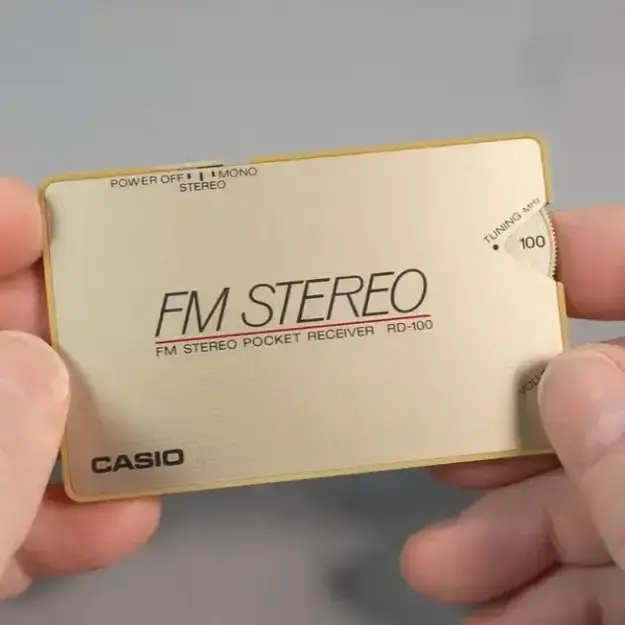 POWER OFF MONO
STEREO
TUNING MHz
100
FM STEREO
FM STEREO POCKET RECEIVER RD-100
CASIO